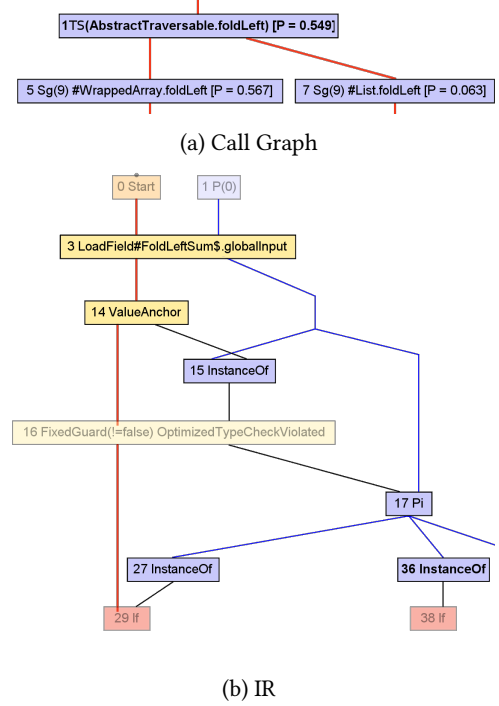 1TS(AbstractTraversable.foldLeft) [P = 0.549]
5 Sg(9) #WrappedArray.foldLeft [P = 0.567]
7 Sg(9) #List.foldLeft [P = 0.063]
(a) Call Graph
0 Start
1 P(0)
3 LoadField#FoldLeftSum$.globalInput
14 ValueAnchor
15 InstanceOf
16 FixedGuard(!=false) OptimizedTypeCheckViolated
17 Pi
27 InstanceOf
36 InstanceOf
29 If
38 If
(b) IR